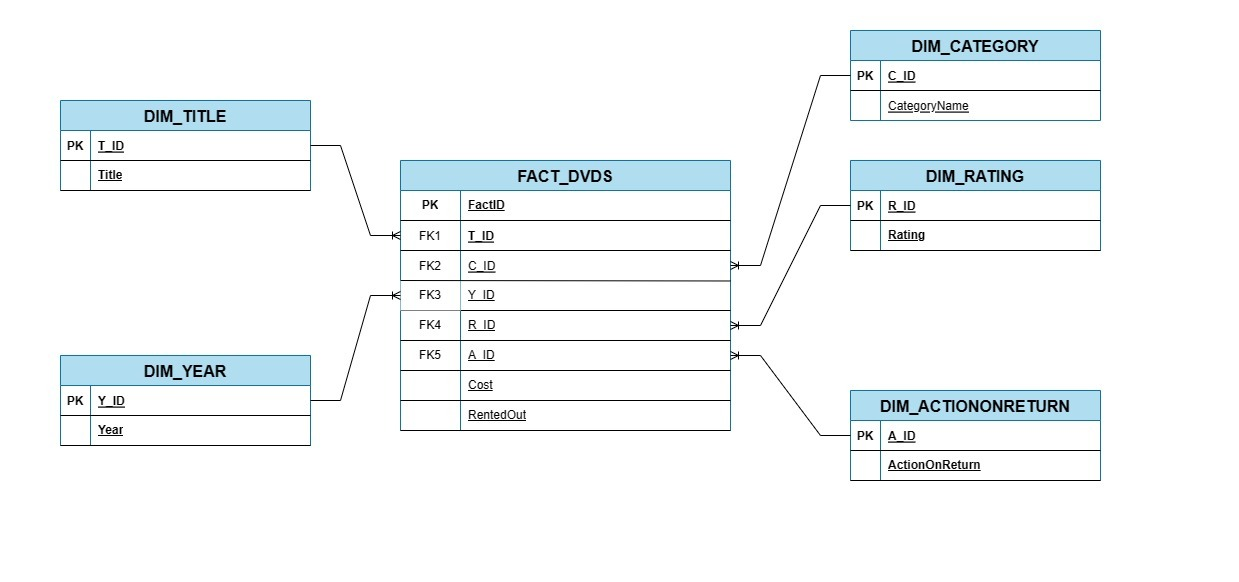 DIM_TITLE
PK T_ID
Title
DIM_YEAR
PK Y_ID
Year
FACT_DVDS
PK FactID
FK1 T_ID
FK2 C_ID
FK3 Y_ID
FK4 R_ID
FK5 A_ID
Cost
RentedOut
DIM_CATEGORY
PK C_ID
CategoryName
DIM_RATING
PK R_ID
Rating
DIM_ACTIONONRETURN
PK A_ID
ActionOnReturn